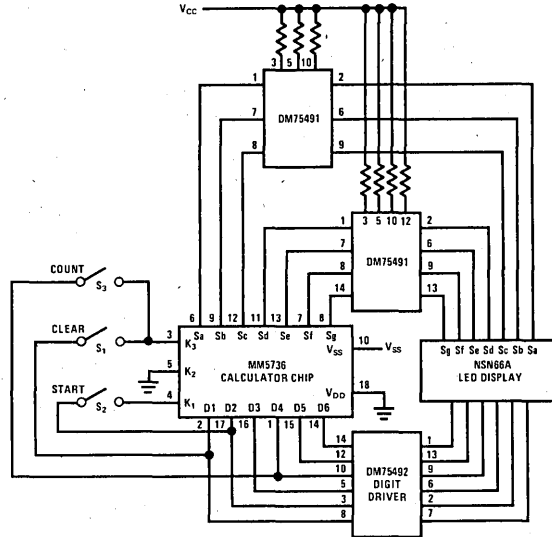 VCC
3 5 10
1 2
7 DM75491 6
8 9
3 5 10 12
1 2
7 DM75491 6
8 9
14 13
COUNT
S3
CLEAR
S1
START
S2
6 9 12 11 13 7 8
Sa Sb Sc Sd Se Sf Sg
3 K3
VSS 10 VSS
5 K2
MM5736
CALCULATOR CHIP
VDD 18
4 K1
D1 D2 D3 D4 D5 D6
2 17 16 1 15 14
Sg Sf Se Sd Sc Sb Sa
NSN66A
LED DISPLAY
14 1
12 13
10 9
5 6
3 2
8 7
DM75492
DIGIT
DRIVER